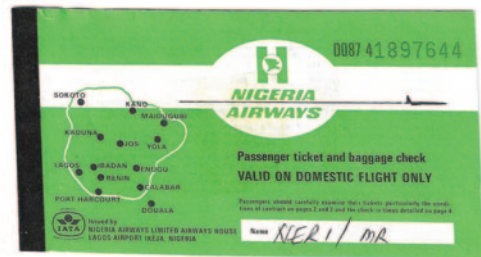 0087 41897644
NIGERIA
AIRWAYS
SOKOTO
KANO
MAIDUGURI
KADUNA
JOS
YOLA
LAGOS
IBADAN
ENUGU
BENIN
CALABAR
PORT HARCOURT
DOUALA
Passenger ticket and baggage check
VALID ON DOMESTIC FLIGHT ONLY
Passengers should carefully examine their tickets particularly the condi-
tions of contract on pages 2 and 3 and the check-in times detailed on page 4.
IATA
Issued by
NIGERIA AIRWAYS LIMITED AIRWAYS HOUSE
LAGOS AIRPORT IKEJA, NIGERIA
Name NERI / MR